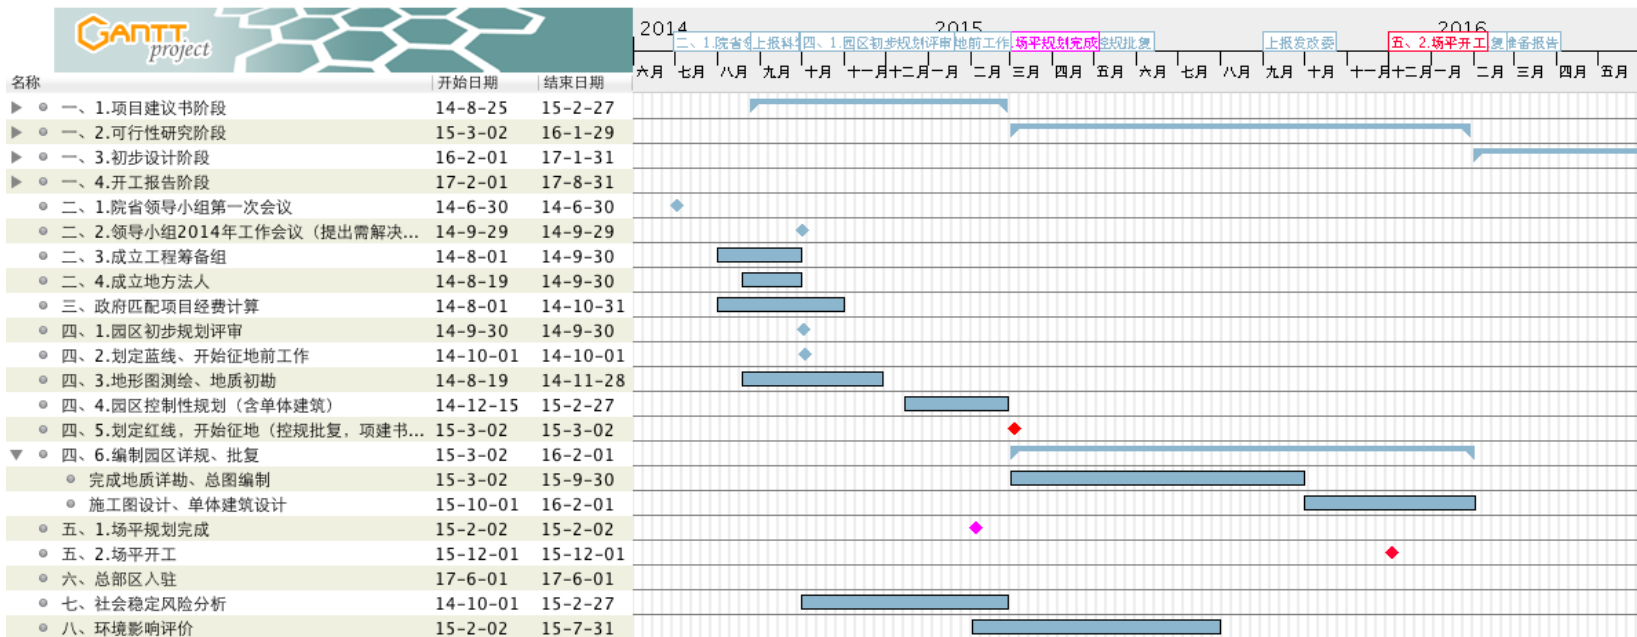 GANTT
project
2014
2015
2016
二、1.院省
上报科
四、1.园区初步规划评审
地前工作
场平规划完成
控规批复
上报发改委
五、2.场平开工
复
准备报告
六月 七月 八月 九月 十月 十一月 十二月 一月 二月 三月 四月 五月 六月 七月 八月 九月 十月 十一月 十二月 一月 二月 三月 四月 五月
名称 开始日期 结束日期
一、1.项目建议书阶段 14-8-25 15-2-27
一、2.可行性研究阶段 15-3-02 16-1-29
一、3.初步设计阶段 16-2-01 17-1-31
一、4.开工报告阶段 17-2-01 17-8-31
二、1.院省领导小组第一次会议 14-6-30 14-6-30
二、2.领导小组2014年工作会议（提出需解决... 14-9-29 14-9-29
二、3.成立工程筹备组 14-8-01 14-9-30
二、4.成立地方法人 14-8-19 14-9-30
三、政府匹配项目经费计算 14-8-01 14-10-31
四、1.园区初步规划评审 14-9-30 14-9-30
四、2.划定蓝线、开始征地前工作 14-10-01 14-10-01
四、3.地形图测绘、地质初勘 14-8-19 14-11-28
四、4.园区控制性规划（含单体建筑） 14-12-15 15-2-27
四、5.划定红线，开始征地（控规批复，项建书... 15-3-02 15-3-02
四、6.编制园区详规、批复 15-3-02 16-2-01
完成地质详勘、总图编制 15-3-02 15-9-30
施工图设计、单体建筑设计 15-10-01 16-2-01
五、1.场平规划完成 15-2-02 15-2-02
五、2.场平开工 15-12-01 15-12-01
六、总部区入驻 17-6-01 17-6-01
七、社会稳定风险分析 14-10-01 15-2-27
八、环境影响评价 15-2-02 15-7-31